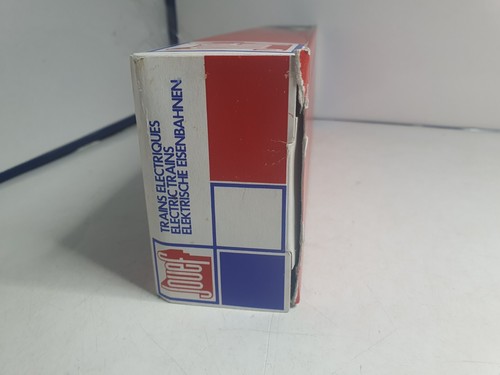 TRAINS ELECTRIQUES
ELECTRIC TRAINS
ELEKTRISCHE EISENBAHNEN
Jouef